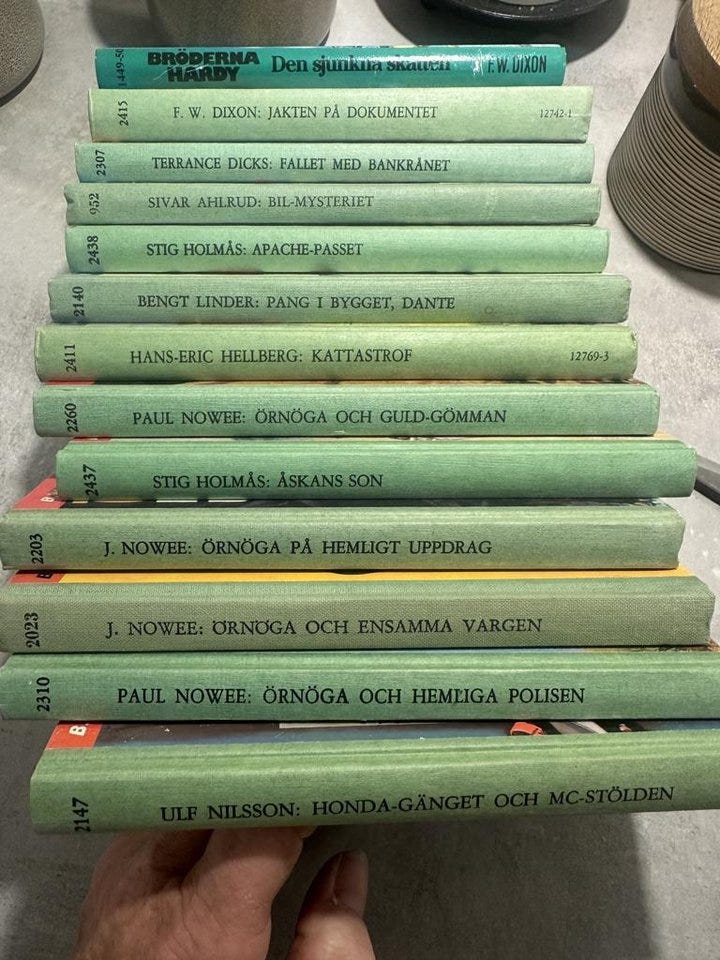 1449-50 BRÖDERNA HARDY Den sjunkna skatten F. W. DIXON
2415 F. W. DIXON: JAKTEN PÅ DOKUMENTET 12742-1
2307 TERRANCE DICKS: FALLET MED BANKRÅNET
952 SIVAR AHLRUD: BIL-MYSTERIET
2438 STIG HOLMÅS: APACHE-PASSET
2140 BENGT LINDER: PANG I BYGGET, DANTE
2411 HANS-ERIC HELLBERG: KATTASTROF 12769-3
2260 PAUL NOWEE: ÖRNÖGA OCH GULD-GÖMMAN
2437 STIG HOLMÅS: ÅSKANS SON
2203 J. NOWEE: ÖRNÖGA PÅ HEMLIGT UPPDRAG
2023 J. NOWEE: ÖRNÖGA OCH ENSAMMA VARGEN
2310 PAUL NOWEE: ÖRNÖGA OCH HEMLIGA POLISEN
2147 ULF NILSSON: HONDA-GÄNGET OCH MC-STÖLDEN